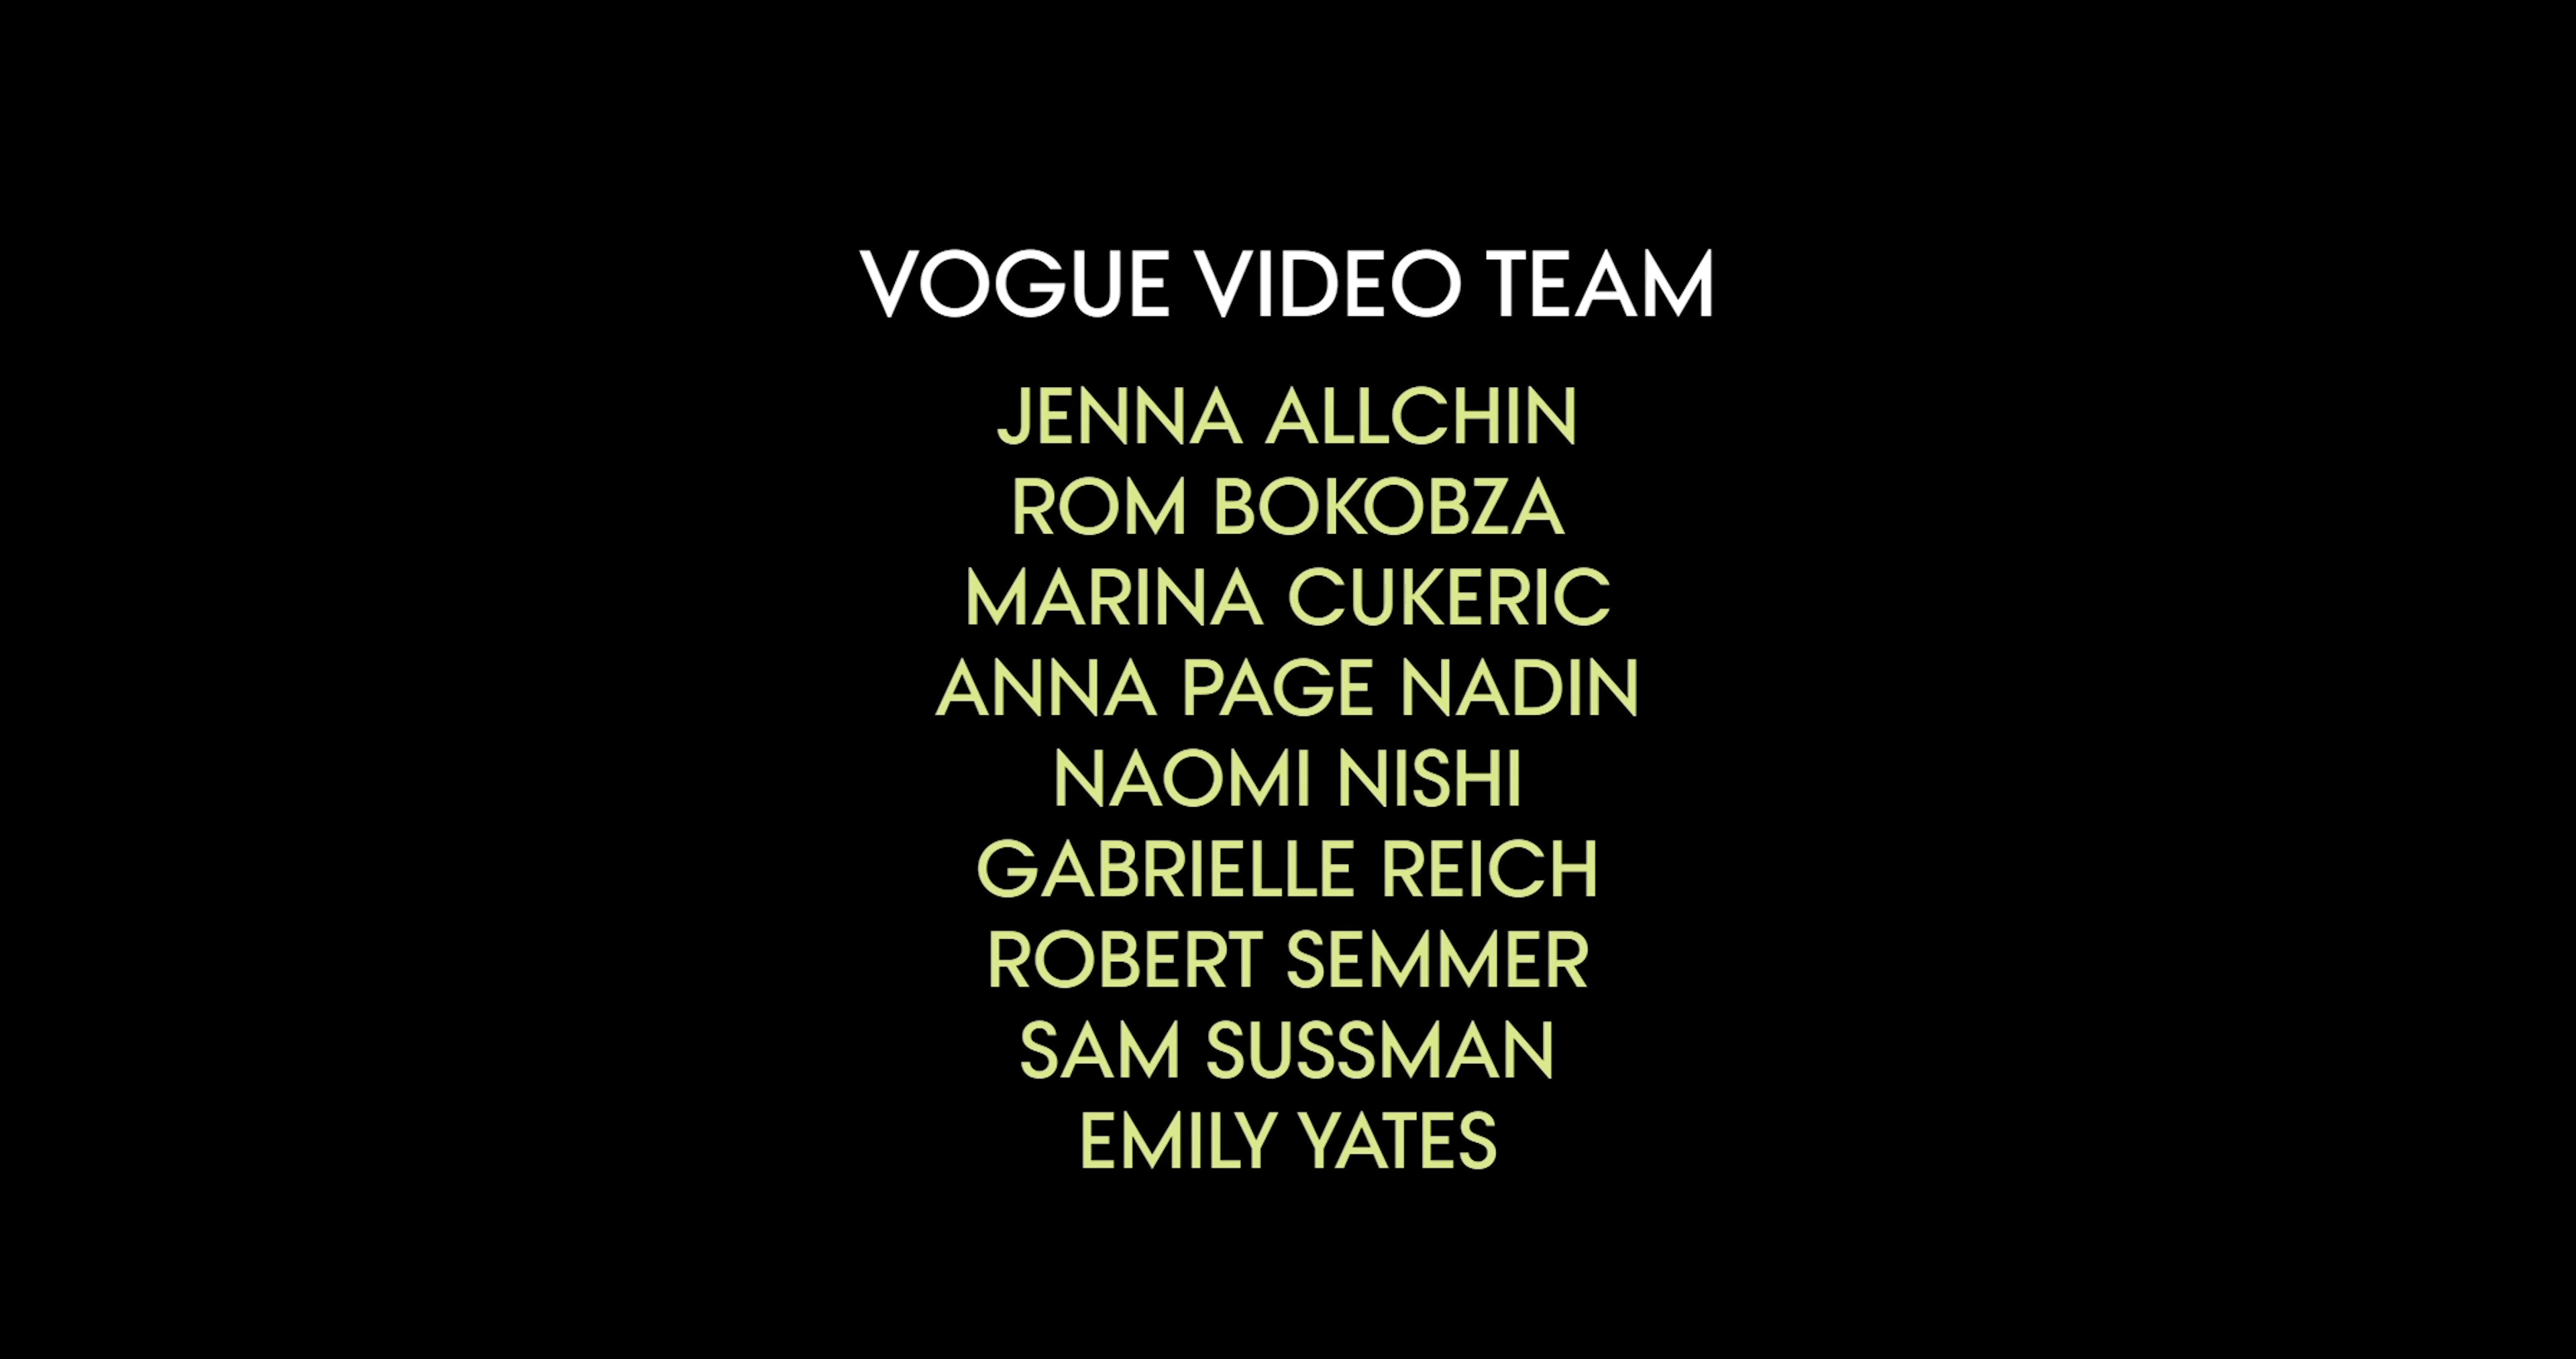 VOGUE VIDEO TEAM
JENNA ALLCHIN
ROM BOKOBZA
MARINA CUKERIC
ANNA PAGE NADIN
NAOMI NISHI
GABRIELLE REICH
ROBERT SEMMER
SAM SUSSMAN
EMILY YATES